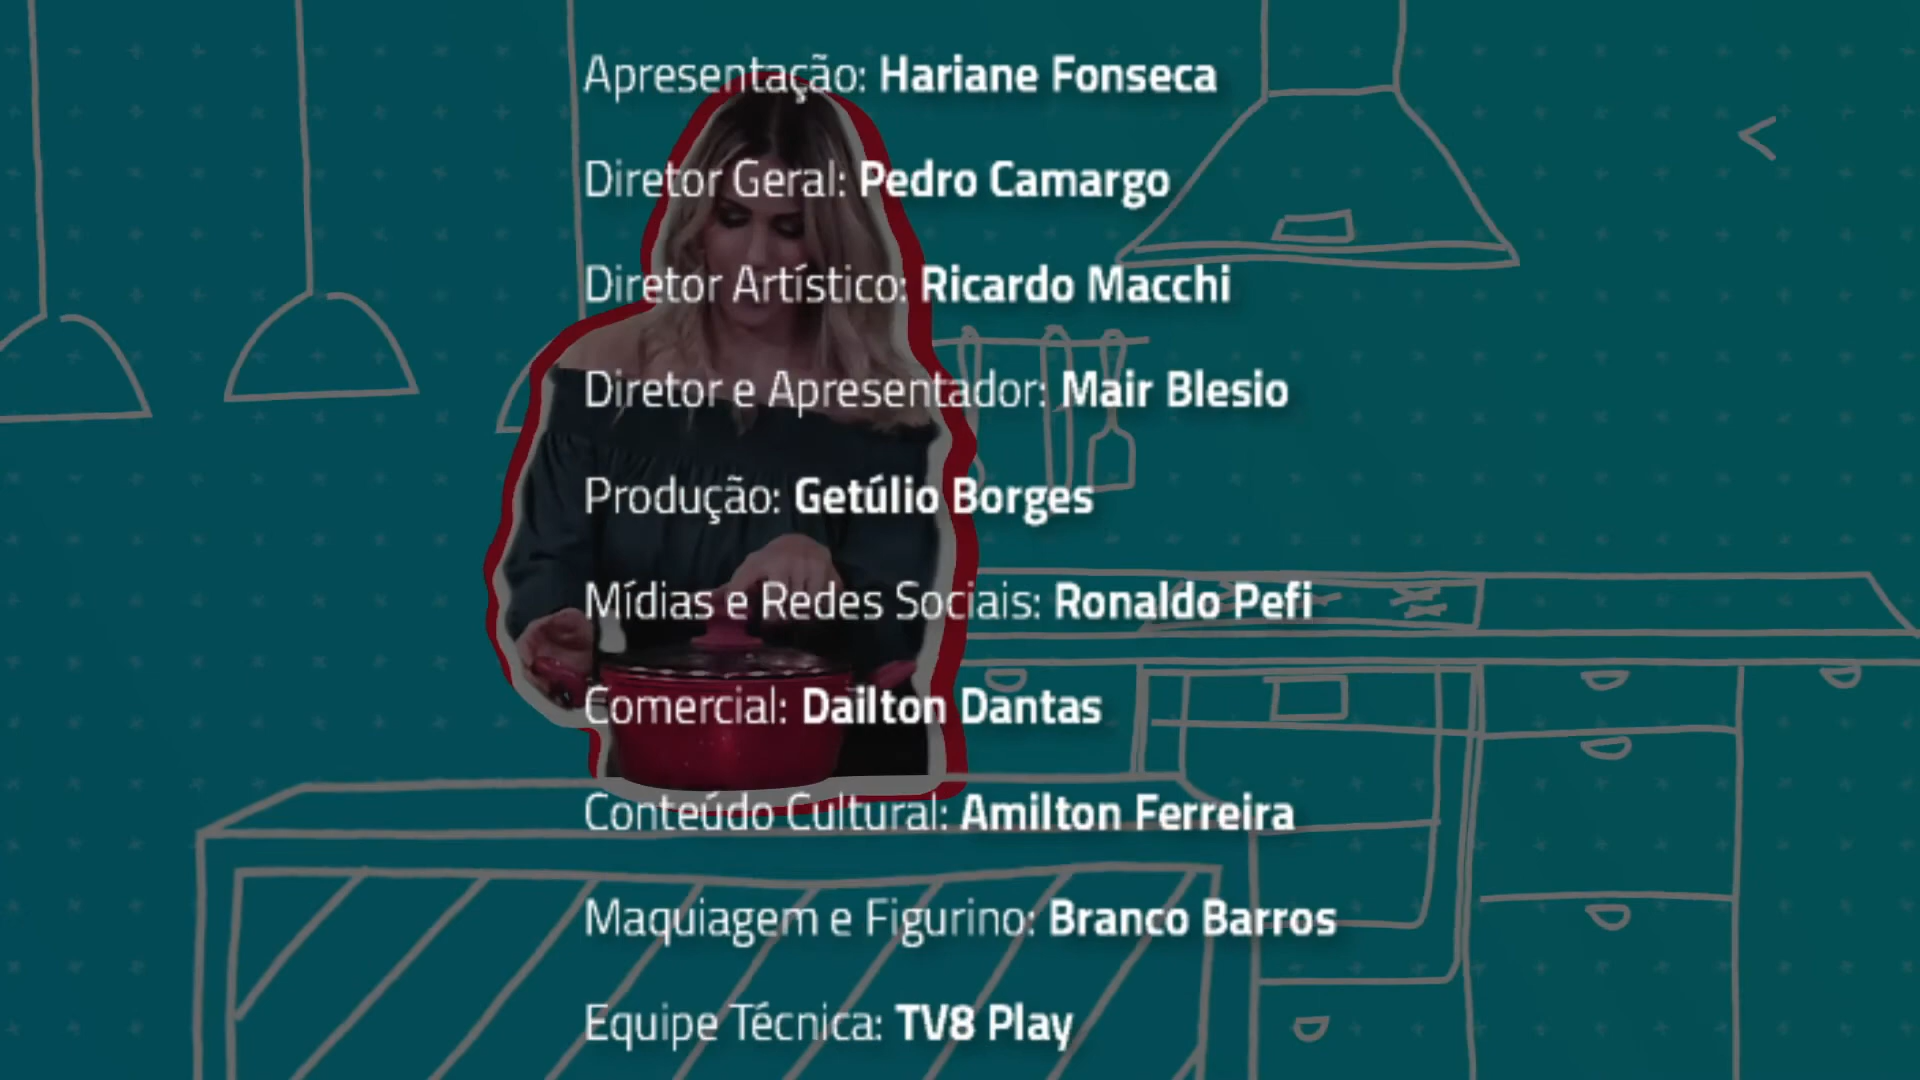 Apresentação: Hariane Fonseca
Diretor Geral: Pedro Camargo
Diretor Artístico: Ricardo Macchi
Diretor e Apresentador: Mair Blesio
Produção: Getúlio Borges
Mídias e Redes Sociais: Ronaldo Pefi
Comercial: Dailton Dantas
Conteúdo Cultural: Amilton Ferreira
Maquiagem e Figurino: Branco Barros
Equipe Técnica: TV8 Play